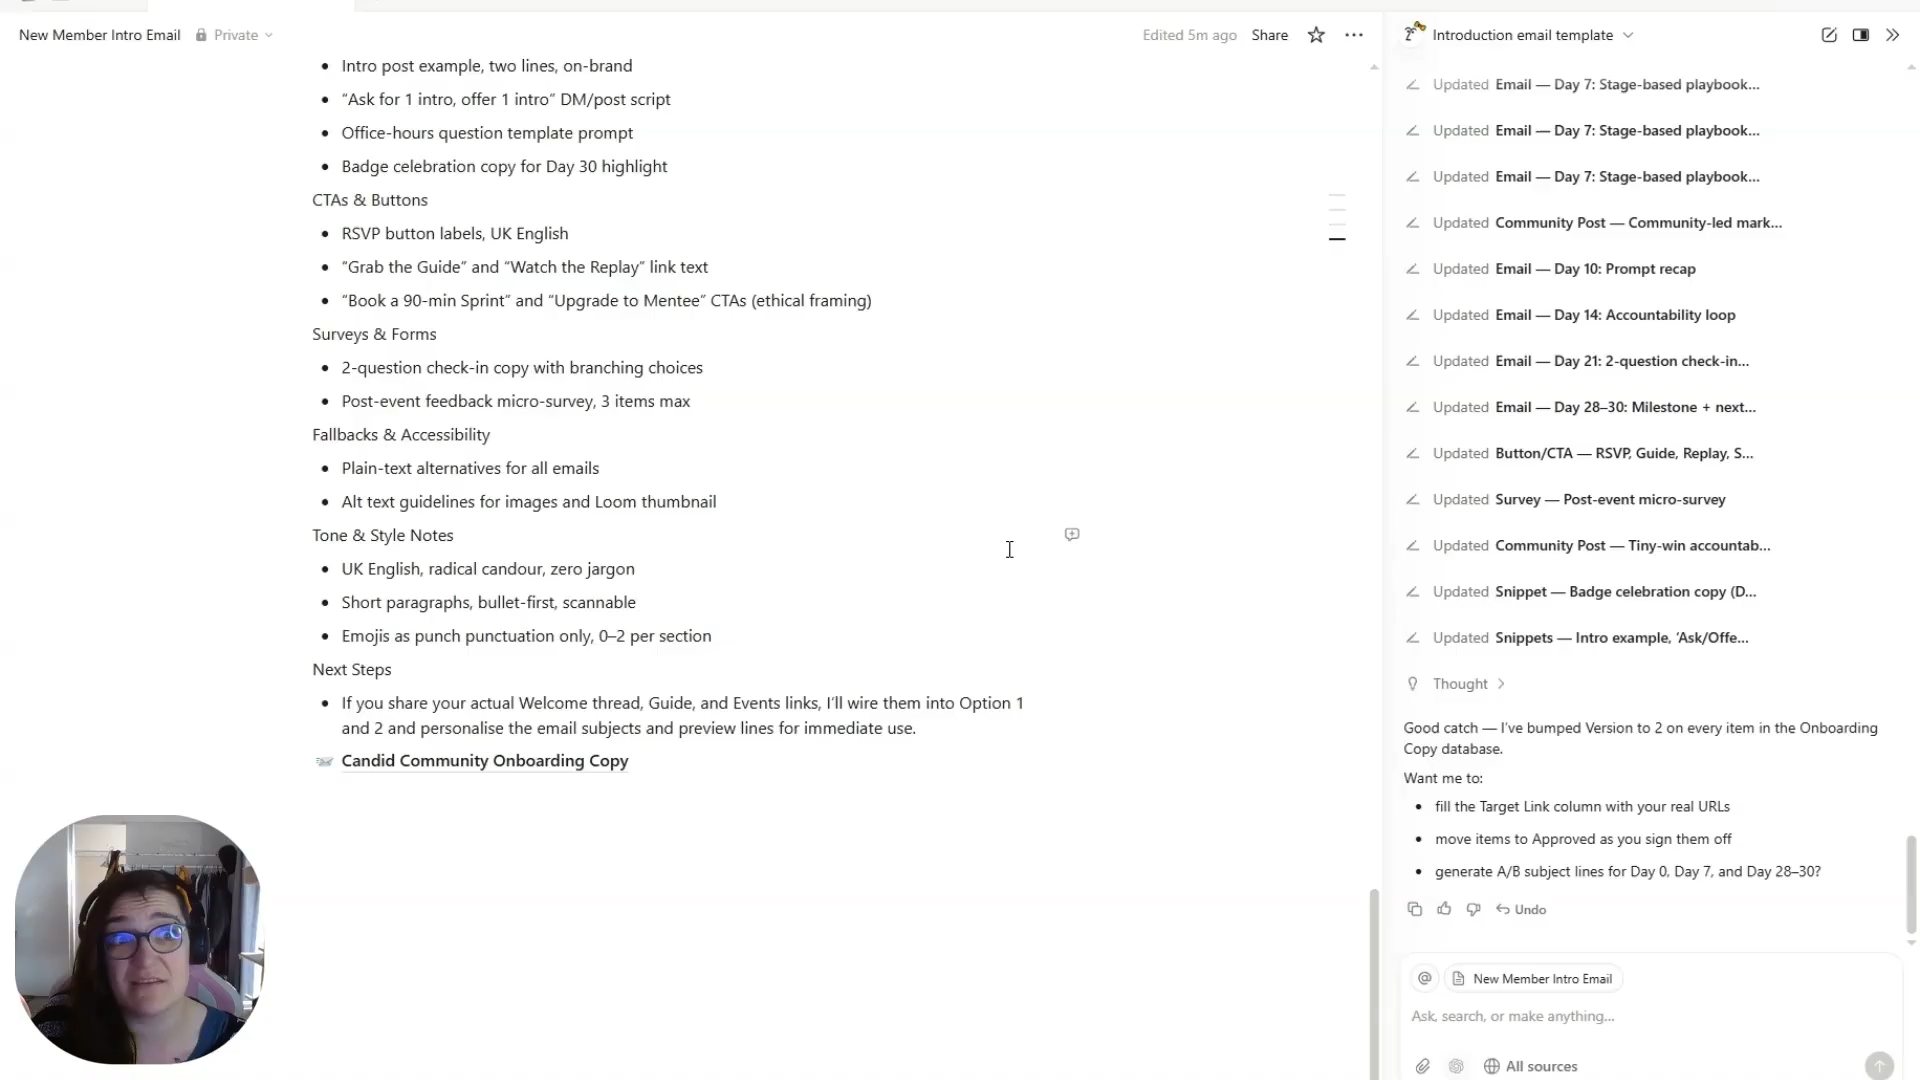 New Member Intro Email Private
Edited 5m ago Share
Intro post example, two lines, on-brand
“Ask for 1 intro, offer 1 intro” DM/post script
Office-hours question template prompt
Badge celebration copy for Day 30 highlight
CTAs & Buttons
RSVP button labels, UK English
“Grab the Guide” and “Watch the Replay” link text
“Book a 90-min Sprint” and “Upgrade to Mentee” CTAs (ethical framing)
Surveys & Forms
2-question check-in copy with branching choices
Post-event feedback micro-survey, 3 items max
Fallbacks & Accessibility
Plain-text alternatives for all emails
Alt text guidelines for images and Loom thumbnail
Tone & Style Notes
UK English, radical candour, zero jargon
Short paragraphs, bullet-first, scannable
Emojis as punch punctuation only, 0–2 per section
Next Steps
If you share your actual Welcome thread, Guide, and Events links, I’ll wire them into Option 1
and 2 and personalise the email subjects and preview lines for immediate use.
Candid Community Onboarding Copy
Introduction email template
Updated Email — Day 7: Stage-based playbook...
Updated Email — Day 7: Stage-based playbook...
Updated Email — Day 7: Stage-based playbook...
Updated Community Post — Community-led mark...
Updated Email — Day 10: Prompt recap
Updated Email — Day 14: Accountability loop
Updated Email — Day 21: 2-question check-in...
Updated Email — Day 28–30: Milestone + next...
Updated Button/CTA — RSVP, Guide, Replay, S...
Updated Survey — Post-event micro-survey
Updated Community Post — Tiny-win accountab...
Updated Snippet — Badge celebration copy (D...
Updated Snippets — Intro example, ‘Ask/Offe...
Thought
Good catch — I’ve bumped Version to 2 on every item in the Onboarding
Copy database.
Want me to:
fill the Target Link column with your real URLs
move items to Approved as you sign them off
generate A/B subject lines for Day 0, Day 7, and Day 28–30?
Undo
@ New Member Intro Email
Ask, search, or make anything...
All sources